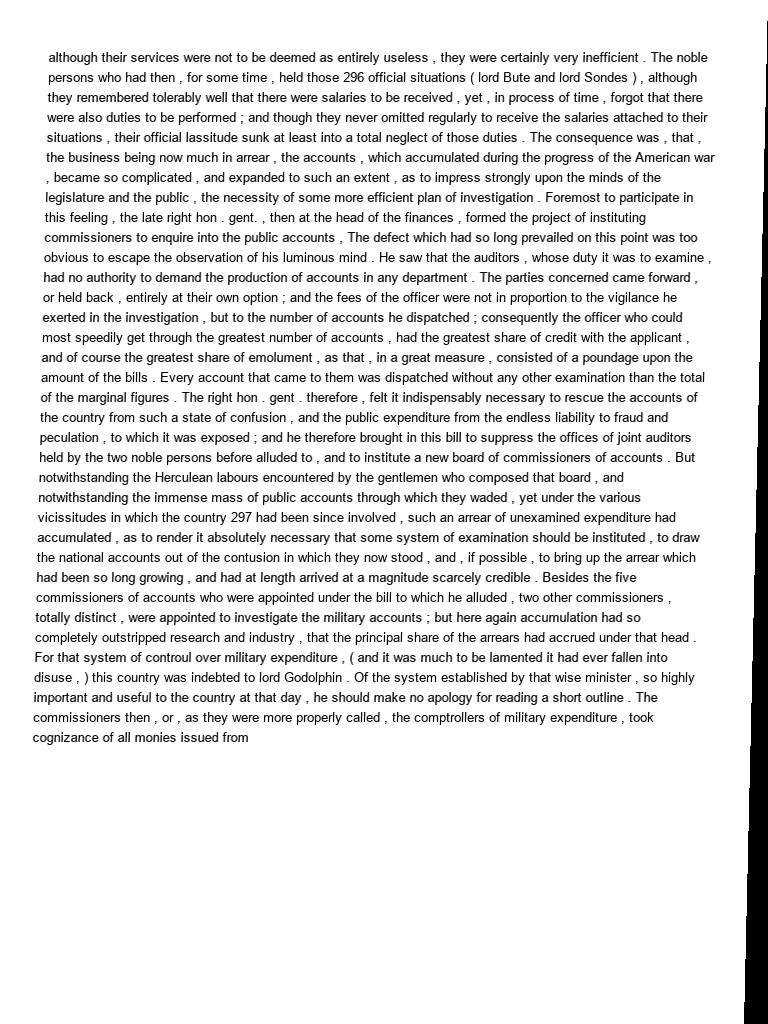 although their services were not to be deemed as entirely useless , they were certainly very inefficient . The noble
persons who had then , for some time , held those 296 official situations ( lord Bute and lord Sondes ) , although
they remembered tolerably well that there were salaries to be received , yet , in process of time , forgot that there
were also duties to be performed ; and though they never omitted regularly to receive the salaries attached to their
situations , their official lassitude sunk at least into a total neglect of those duties . The consequence was , that ,
the business being now much in arrear , the accounts , which accumulated during the progress of the American war
, became so complicated , and expanded to such an extent , as to impress strongly upon the minds of the
legislature and the public , the necessity of some more efficient plan of investigation . Foremost to participate in
this feeling , the late right hon . gent. , then at the head of the finances , formed the project of instituting
commissioners to enquire into the public accounts , The defect which had so long prevailed on this point was too
obvious to escape the observation of his luminous mind . He saw that the auditors , whose duty it was to examine ,
had no authority to demand the production of accounts in any department . The parties concerned came forward ,
or held back , entirely at their own option ; and the fees of the officer were not in proportion to the vigilance he
exerted in the investigation , but to the number of accounts he dispatched ; consequently the officer who could
most speedily get through the greatest number of accounts , had the greatest share of credit with the applicant ,
and of course the greatest share of emolument , as that , in a great measure , consisted of a poundage upon the
amount of the bills . Every account that came to them was dispatched without any other examination than the total
of the marginal figures . The right hon . gent . therefore , felt it indispensably necessary to rescue the accounts of
the country from such a state of confusion , and the public expenditure from the endless liability to fraud and
peculation , to which it was exposed ; and he therefore brought in this bill to suppress the offices of joint auditors
held by the two noble persons before alluded to , and to institute a new board of commissioners of accounts . But
notwithstanding the Herculean labours encountered by the gentlemen who composed that board , and
notwithstanding the immense mass of public accounts through which they waded , yet under the various
vicissitudes in which the country 297 had been since involved , such an arrear of unexamined expenditure had
accumulated , as to render it absolutely necessary that some system of examination should be instituted , to draw
the national accounts out of the contusion in which they now stood , and , if possible , to bring up the arrear which
had been so long growing , and had at length arrived at a magnitude scarcely credible . Besides the five
commissioners of accounts who were appointed under the bill to which he alluded , two other commissioners ,
totally distinct , were appointed to investigate the military accounts ; but here again accumulation had so
completely outstripped research and industry , that the principal share of the arrears had accrued under that head .
For that system of controul over military expenditure , ( and it was much to be lamented it had ever fallen into
disuse , ) this country was indebted to lord Godolphin . Of the system established by that wise minister , so highly
important and useful to the country at that day , he should make no apology for reading a short outline . The
commissioners then , or , as they were more properly called , the comptrollers of military expenditure , took
cognizance of all monies issued from